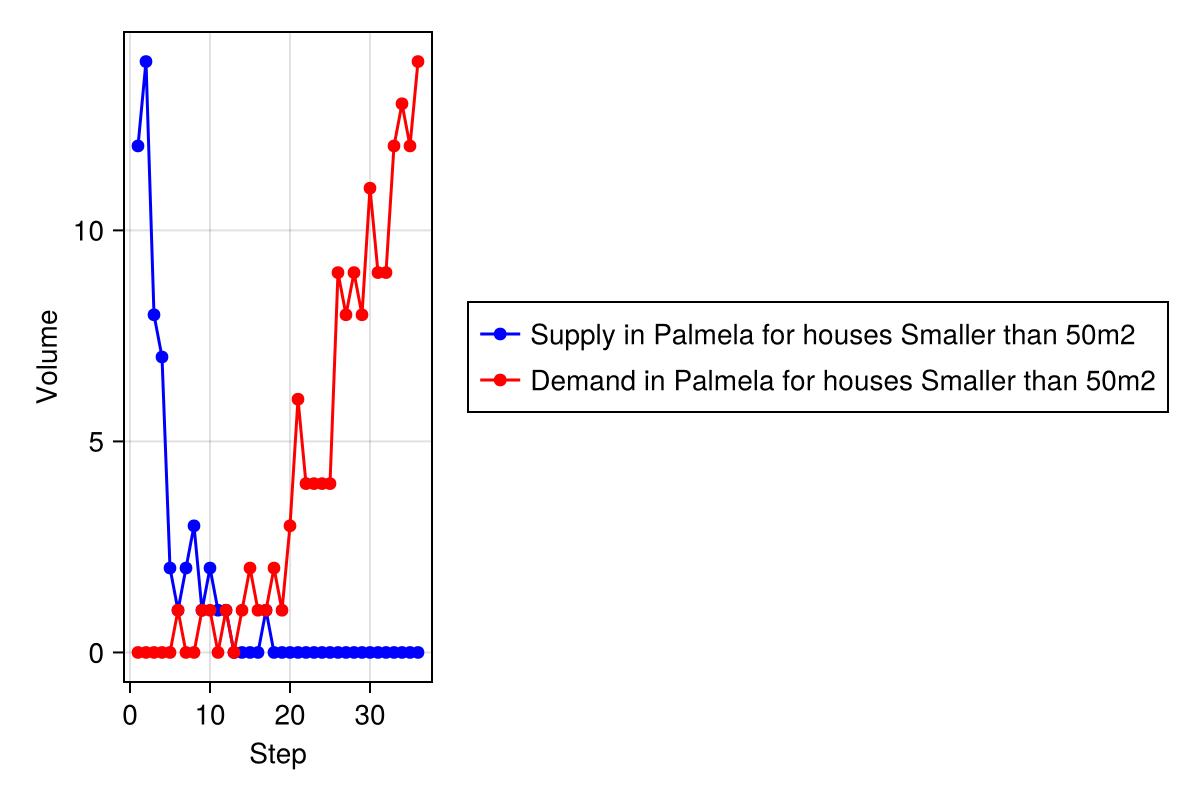 Volume
10
5
0
0 10 20 30
Step
Supply in Palmela for houses Smaller than 50m2
Demand in Palmela for houses Smaller than 50m2